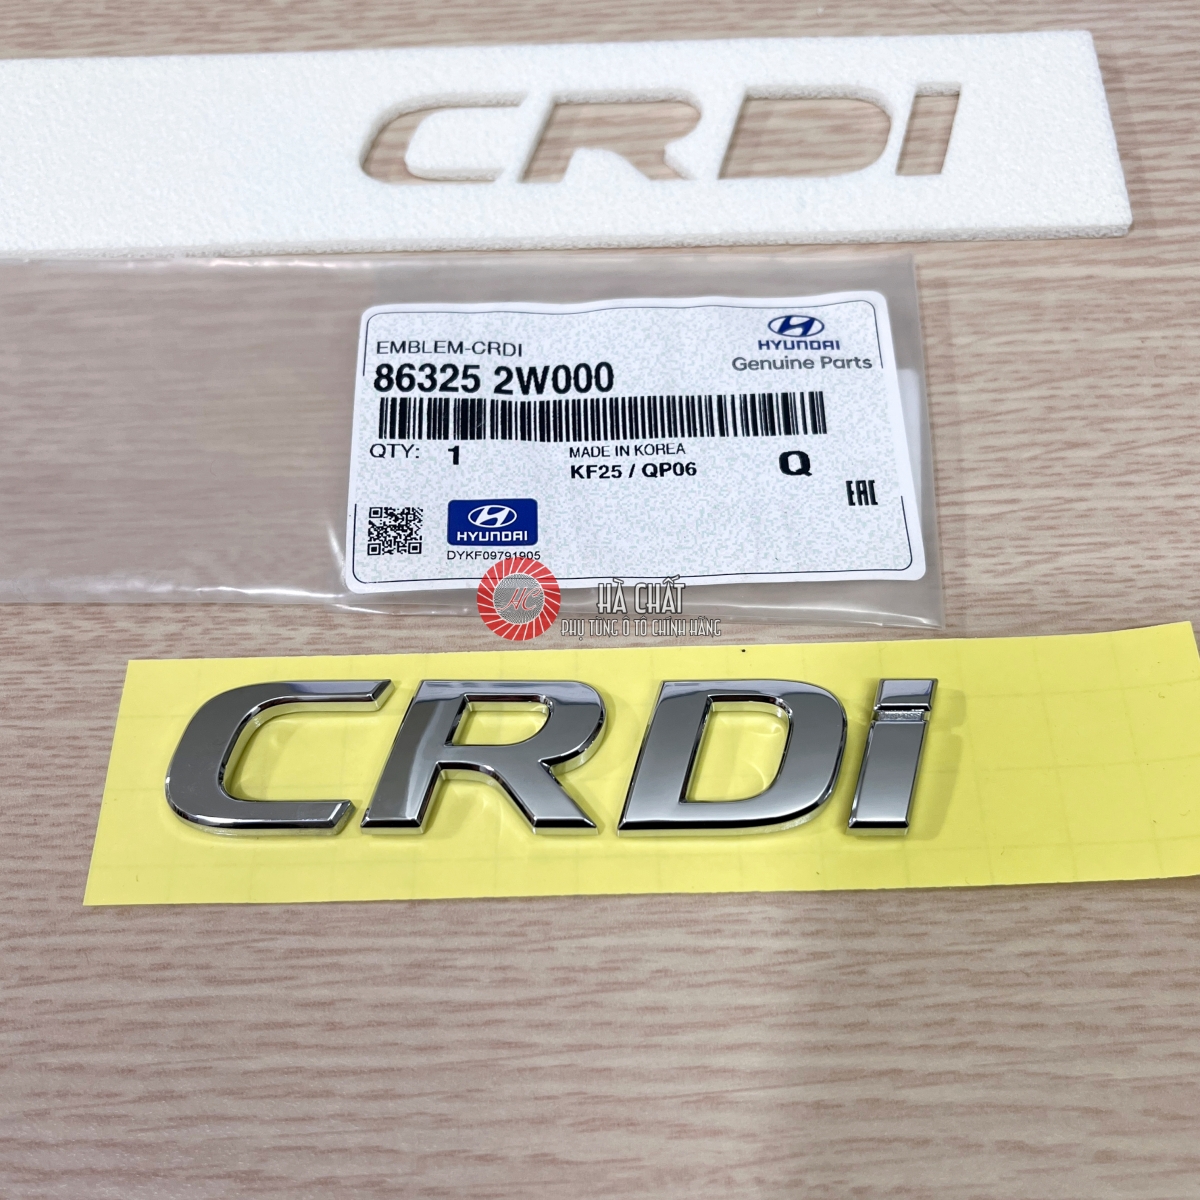 CRDI
EMBLEM-CRDI
HYUNDAI
Genuine Parts
86325 2W000
QTY: 1
MADE IN KOREA
KF25 / QP06
Q
EAC
HYUNDAI
DYKF09791905
HC
HÀ CHẤT
PHỤ TÙNG Ô TÔ CHÍNH HÃNG
CRDi